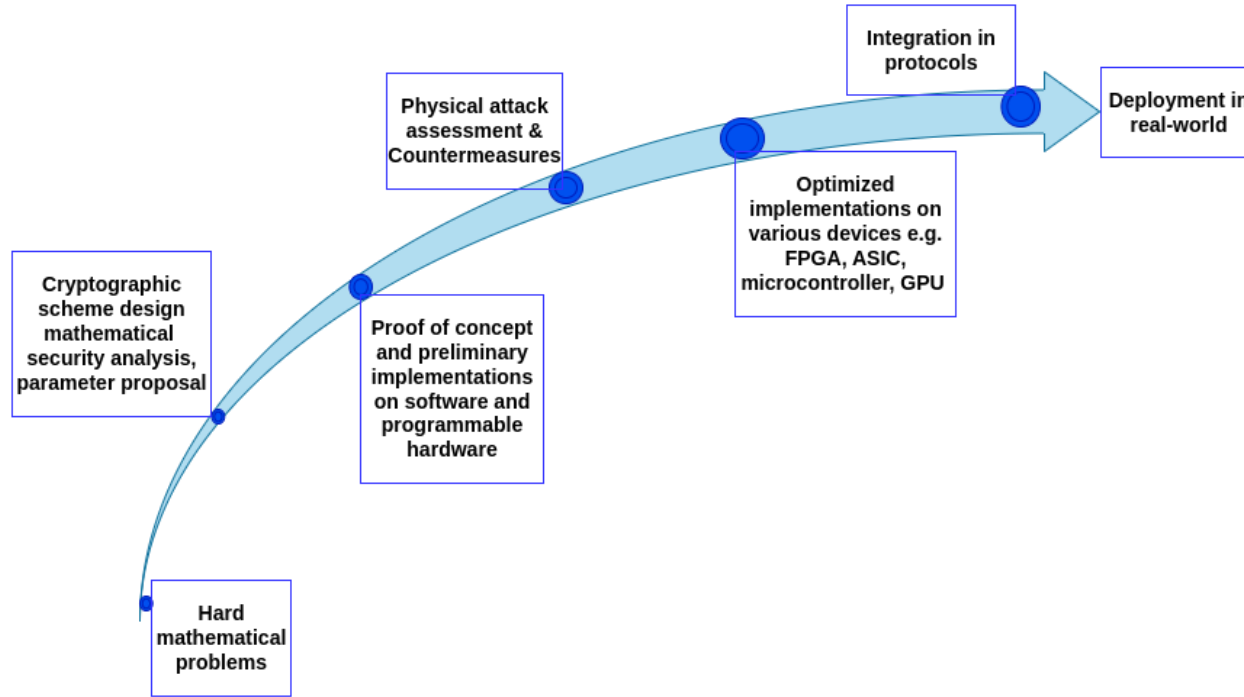 Integration in
protocols
Deployment in
real-world
Physical attack
assessment &
Countermeasures
Optimized
implementations on
various devices e.g.
FPGA, ASIC,
microcontroller, GPU
Cryptographic
scheme design
mathematical
security analysis,
parameter proposal
Proof of concept
and preliminary
implementations
on software and
programmable
hardware
Hard
mathematical
problems